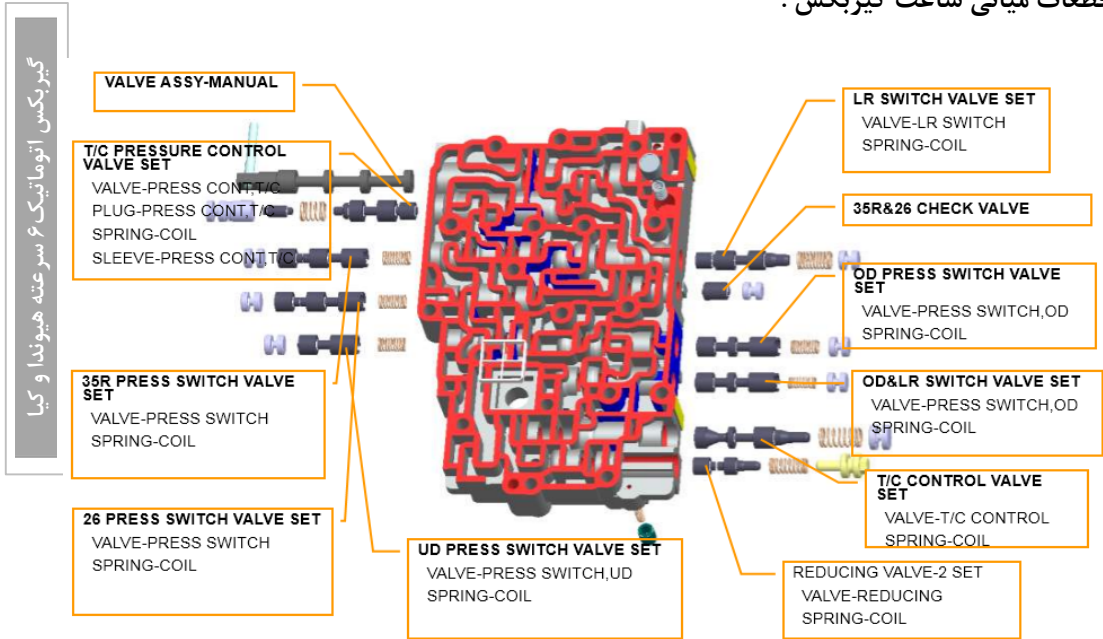 قطعات میانی ساعت گیربکس :
گیربکس اتوماتیک ۶ سرعته هیوندا و کیا
VALVE ASSY-MANUAL
T/C PRESSURE CONTROL
VALVE SET
VALVE-PRESS CONT,T/C
PLUG-PRESS CONT,T/C
SPRING-COIL
SLEEVE-PRESS CONT,T/C
35R PRESS SWITCH VALVE
SET
VALVE-PRESS SWITCH
SPRING-COIL
26 PRESS SWITCH VALVE SET
VALVE-PRESS SWITCH
SPRING-COIL
UD PRESS SWITCH VALVE SET
VALVE-PRESS SWITCH,UD
SPRING-COIL
LR SWITCH VALVE SET
VALVE-LR SWITCH
SPRING-COIL
35R&26 CHECK VALVE
OD PRESS SWITCH VALVE
SET
VALVE-PRESS SWITCH,OD
SPRING-COIL
OD&LR SWITCH VALVE SET
VALVE-PRESS SWITCH,OD
SPRING-COIL
T/C CONTROL VALVE
SET
VALVE-T/C CONTROL
SPRING-COIL
REDUCING VALVE-2 SET
VALVE-REDUCING
SPRING-COIL